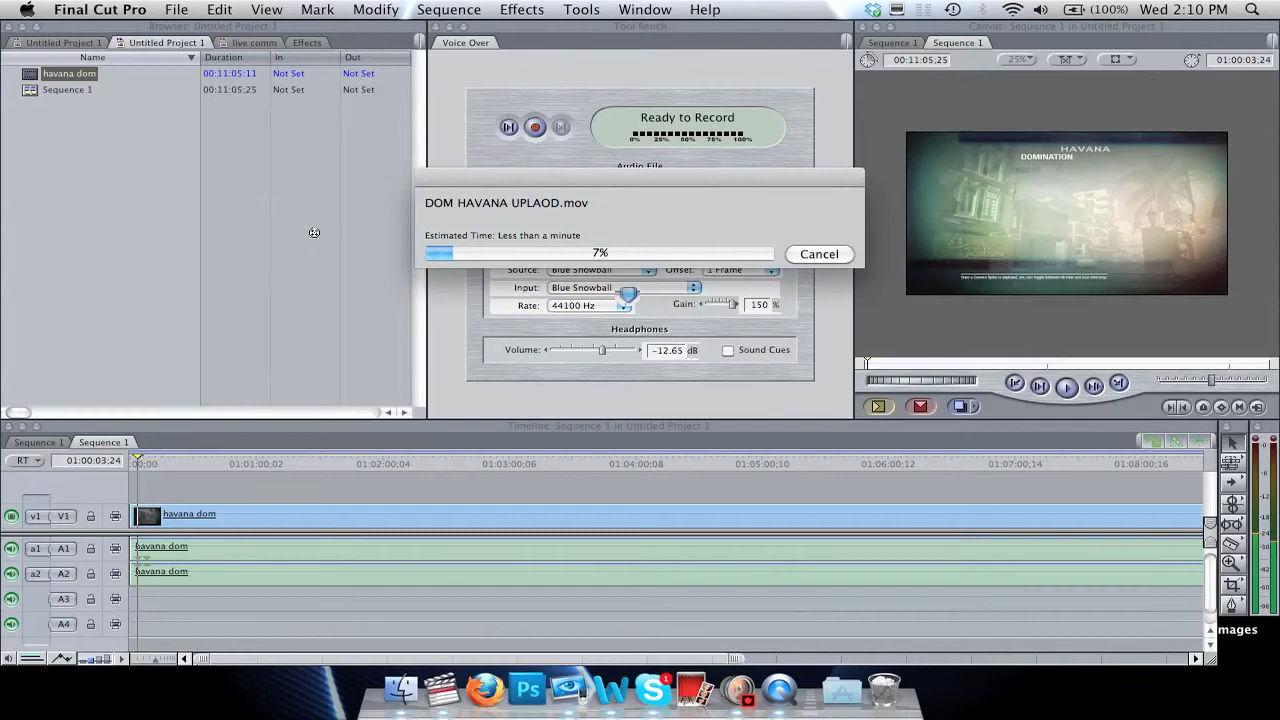 Final Cut Pro File Edit View Mark Modify Sequence Effects Tools Window Help (100%) Wed 2:10 PM
Browser: Untitled Project 1
Tool Bench
Canvas: Sequence 1 in Untitled Project 1
Untitled Project 1 Untitled Project 1 live comm Effects
Voice Over
Sequence 1 Sequence 1
Name Duration In Out
00:11:05;25 25% 01:00:03;24
havana dom 00:11:05:11 Not Set Not Set
Sequence 1 00:11:05;25 Not Set Not Set
Ready to Record
0% 25% 50% 75% 100%
Audio File
HAVANA
DOMINATION
DOM HAVANA UPLAOD.mov
Estimated Time: Less than a minute
7%
Cancel
Source: Blue Snowball Offset: 1 Frame
Input: Blue Snowball
Rate: 44100 Hz Gain: 150 %
Headphones
Volume: -12.65 dB Sound Cues
Timeline: Sequence 1 in Untitled Project 1
Sequence 1 Sequence 1
RT 01:00:03;24 00;00 01:01:00;02 01:02:00;04 01:03:00;06 01:04:00;08 01:05:00;10 01:06:00;12 01:07:00;14 01:08:00;16
v1 V1 havana dom
a1 A1 havana dom
a2 A2 havana dom
A3
A4
mages
Ps
W
S 1